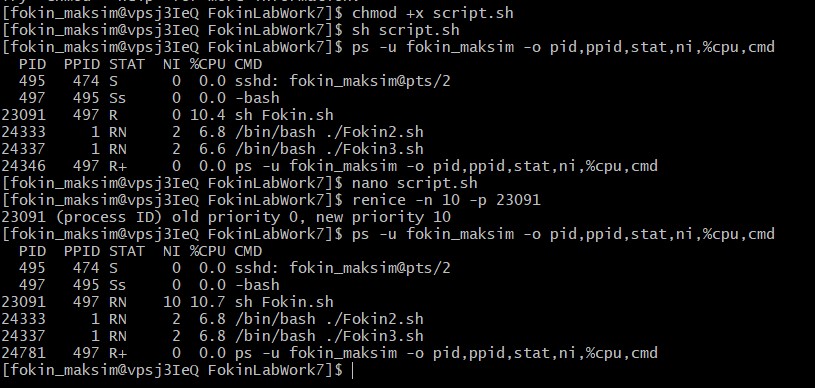 [fokin_maksim@vpsj3IeQ FokinLabWork7]$ chmod +x script.sh
[fokin_maksim@vpsj3IeQ FokinLabWork7]$ sh script.sh
[fokin_maksim@vpsj3IeQ FokinLabWork7]$ ps -u fokin_maksim -o pid,ppid,stat,ni,%cpu,cmd
  PID  PPID STAT  NI %CPU CMD
  495   474 S      0  0.0 sshd: fokin_maksim@pts/2
  497   495 Ss     0  0.0 -bash
23091   497 R      0 10.4 sh Fokin.sh
24333     1 RN     2  6.8 /bin/bash ./Fokin2.sh
24337     1 RN     2  6.6 /bin/bash ./Fokin3.sh
24346   497 R+     0  0.0 ps -u fokin_maksim -o pid,ppid,stat,ni,%cpu,cmd
[fokin_maksim@vpsj3IeQ FokinLabWork7]$ nano script.sh
[fokin_maksim@vpsj3IeQ FokinLabWork7]$ renice -n 10 -p 23091
23091 (process ID) old priority 0, new priority 10
[fokin_maksim@vpsj3IeQ FokinLabWork7]$ ps -u fokin_maksim -o pid,ppid,stat,ni,%cpu,cmd
  PID  PPID STAT  NI %CPU CMD
  495   474 S      0  0.0 sshd: fokin_maksim@pts/2
  497   495 Ss     0  0.0 -bash
23091   497 RN    10 10.7 sh Fokin.sh
24333     1 RN     2  6.8 /bin/bash ./Fokin2.sh
24337     1 RN     2  6.8 /bin/bash ./Fokin3.sh
24781   497 R+     0  0.0 ps -u fokin_maksim -o pid,ppid,stat,ni,%cpu,cmd
[fokin_maksim@vpsj3IeQ FokinLabWork7]$